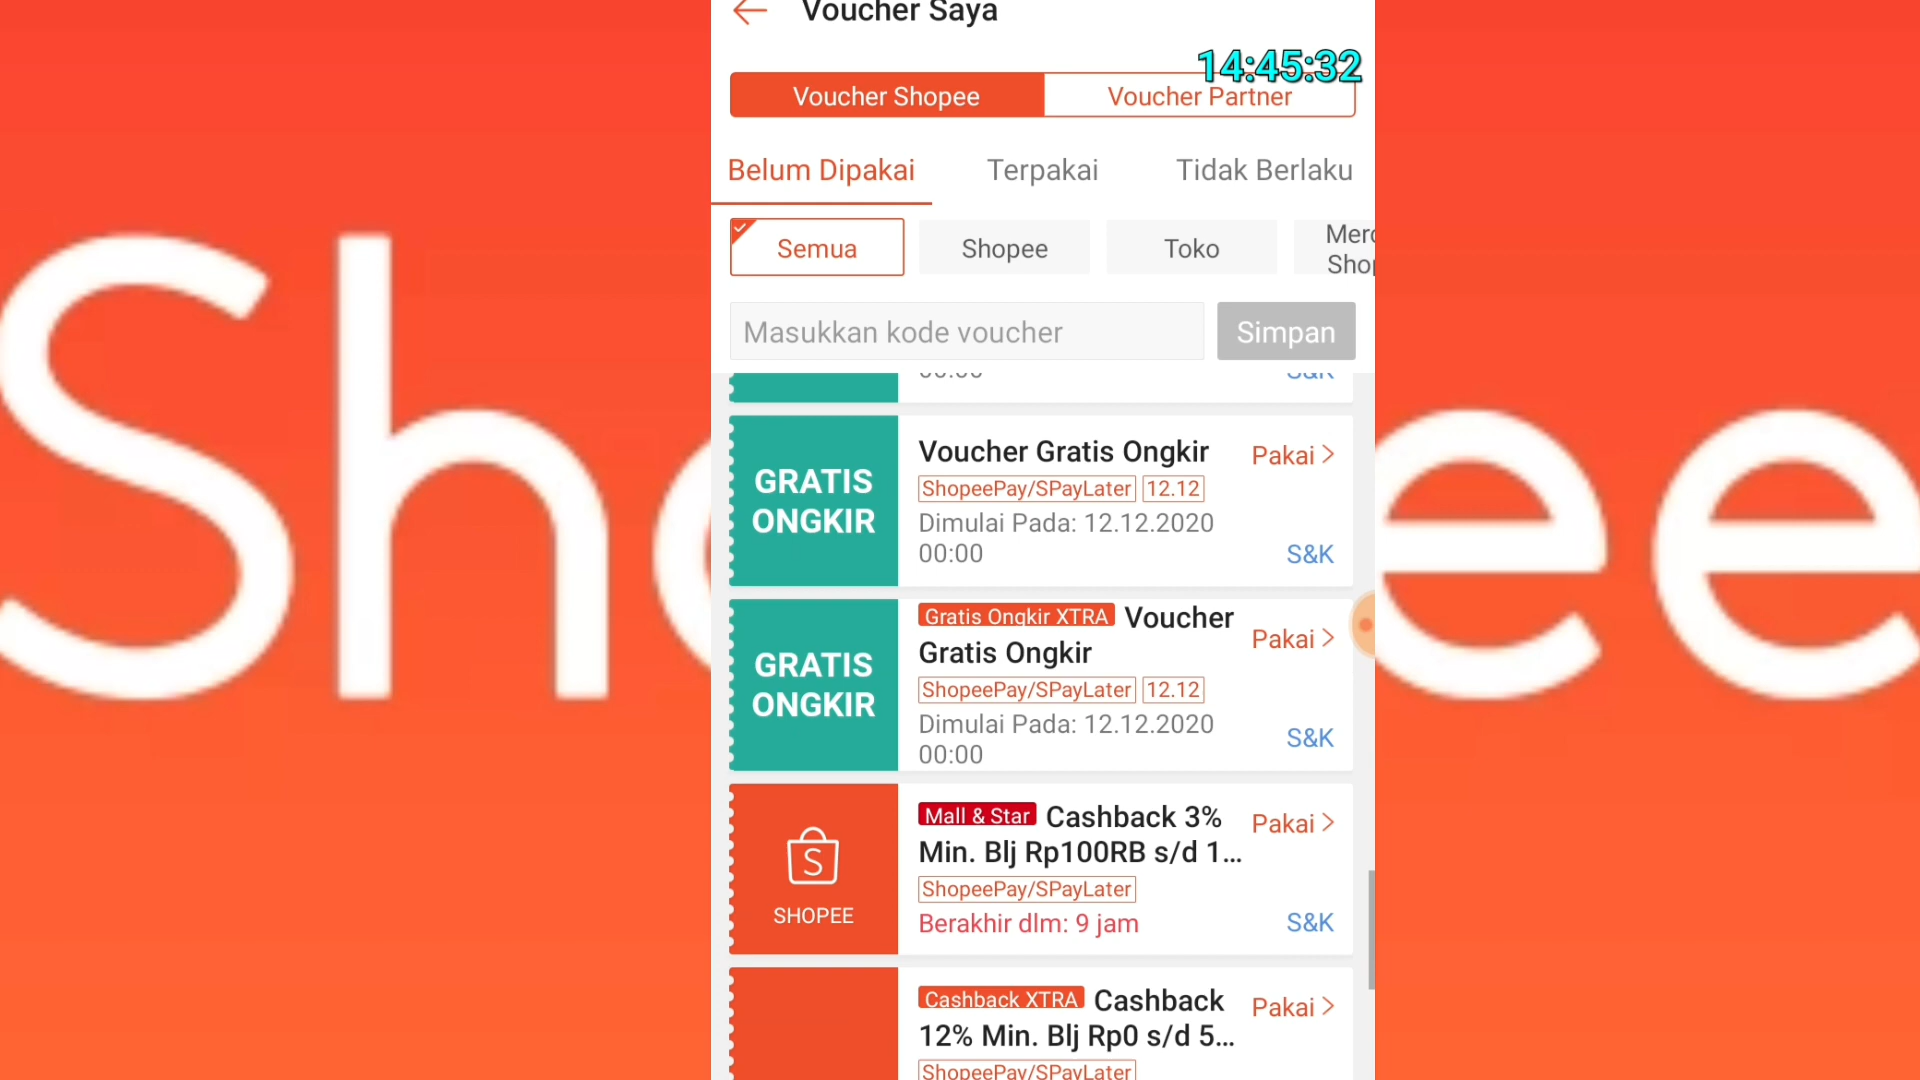 Voucher Saya
14:45:32
Voucher Shopee
Voucher Partner
Belum Dipakai
Terpakai
Tidak Berlaku
Semua
Shopee
Toko
Masukkan kode voucher
Simpan
00:00
S&K
GRATIS
ONGKIR
Voucher Gratis Ongkir
Pakai >
ShopeePay/SPayLater 12.12
Dimulai Pada: 12.12.2020
00:00
S&K
GRATIS
ONGKIR
Gratis Ongkir XTRA Voucher
Gratis Ongkir
Pakai >
ShopeePay/SPayLater 12.12
Dimulai Pada: 12.12.2020
00:00
S&K
SHOPEE
Mall & Star Cashback 3%
Min. Blj Rp100RB s/d 1...
Pakai >
ShopeePay/SPayLater
Berakhir dlm: 9 jam
S&K
Cashback XTRA Cashback
12% Min. Blj Rp0 s/d 5...
Pakai >
ShopeePay/SPayLater
Sh
ee